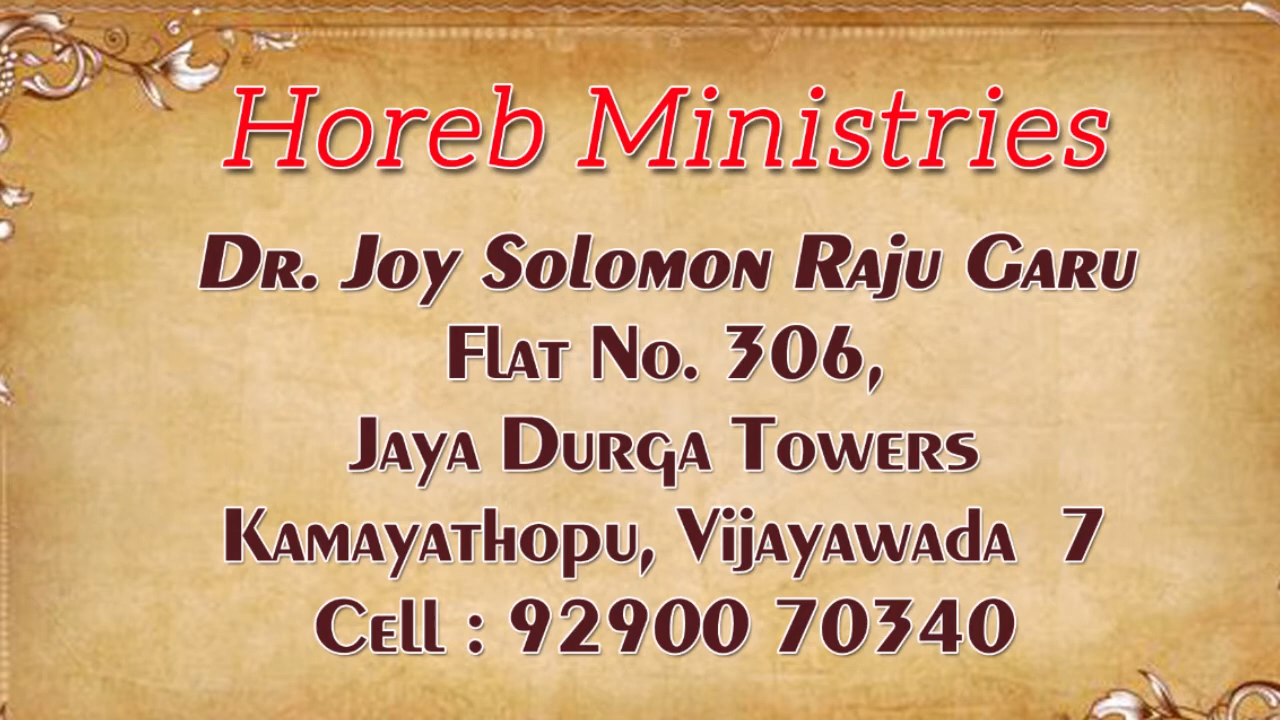 Horeb Ministries
Dr. Joy Solomon Raju Garu
Flat No. 306,
Jaya Durga Towers
Kamayathopu, Vijayawada 7
Cell : 92900 70340